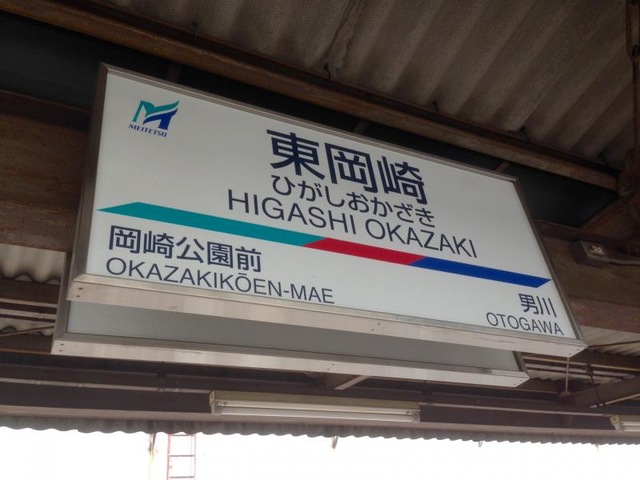 MEITETSU
東岡崎
ひがしおかざき
HIGASHI OKAZAKI
岡崎公園前
OKAZAKIKŌEN-MAE
男川
OTOGAWA